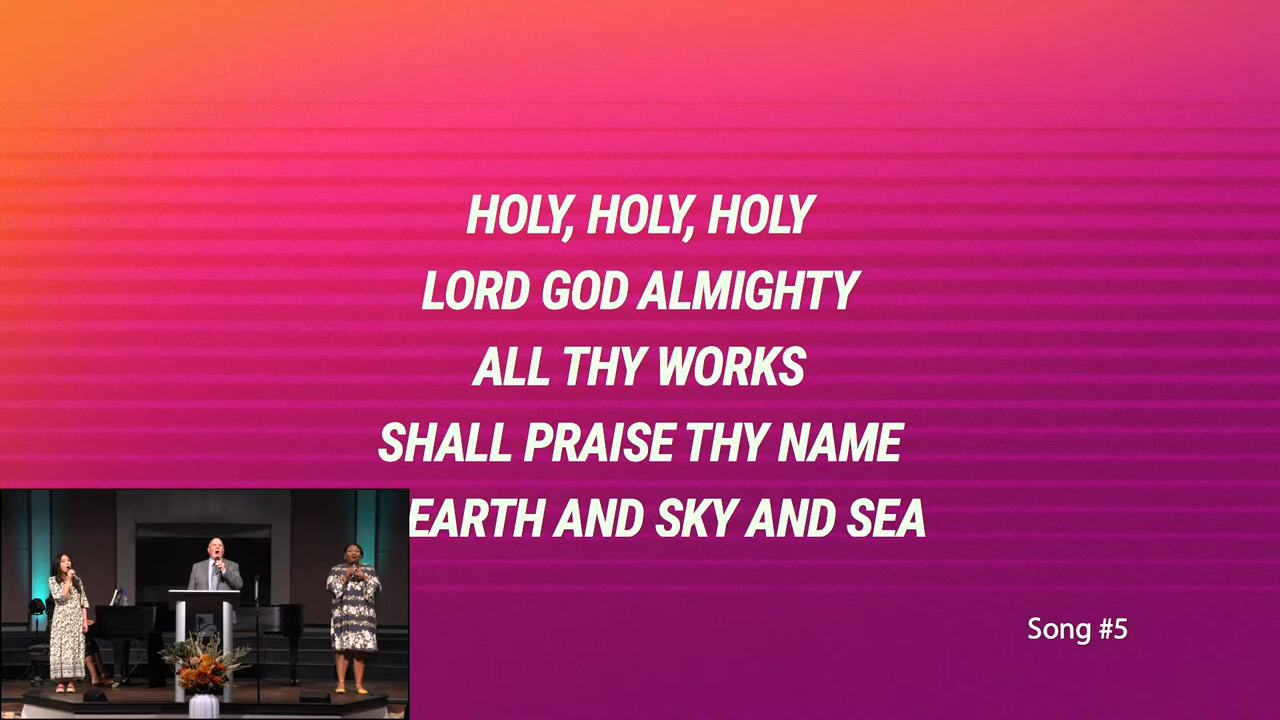 HOLY, HOLY, HOLY
LORD GOD ALMIGHTY
ALL THY WORKS
SHALL PRAISE THY NAME
EARTH AND SKY AND SEA
Song #5